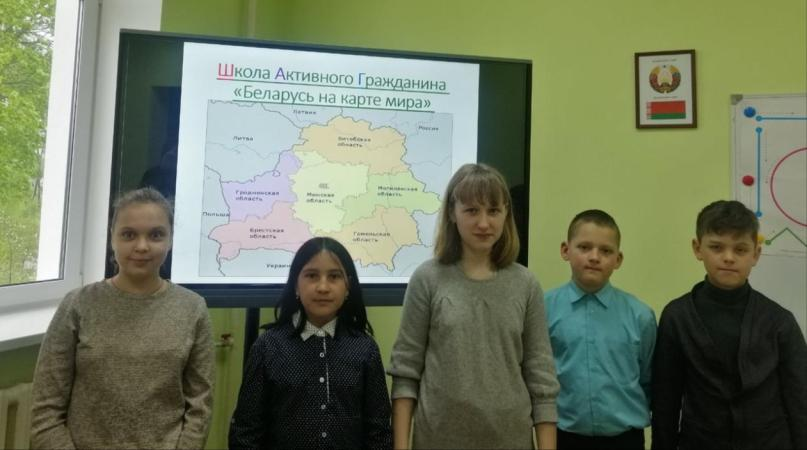 Школа Активного Гражданина
«Беларусь на карте мира»
Латвия
Литва
Россия
Витебская
область
Гродненская
область
Минская
область
Могилевская
область
Польша
Брестская
область
Гомельская
область